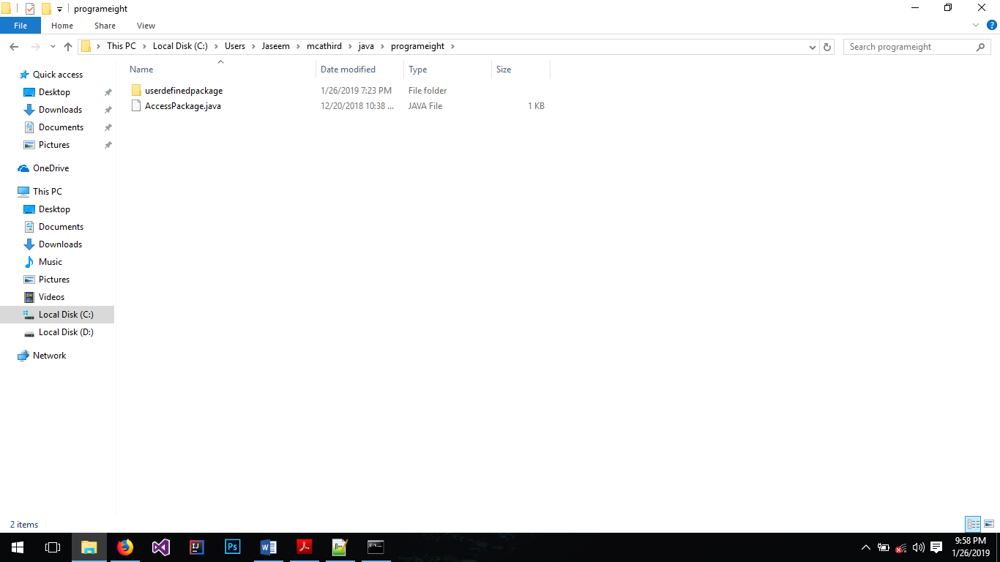 programeight
File Home Share View
This PC Local Disk (C:) Users Jaseem mcathird java programeight
Search programeight
Name Date modified Type Size
userdefinedpackage 1/26/2019 7:23 PM File folder
AccessPackage.java 12/20/2018 10:38 ... JAVA File 1 KB
Quick access
Desktop
Downloads
Documents
Pictures
OneDrive
This PC
Desktop
Documents
Downloads
Music
Pictures
Videos
Local Disk (C:)
Local Disk (D:)
Network
2 items
9:58 PM
1/26/2019